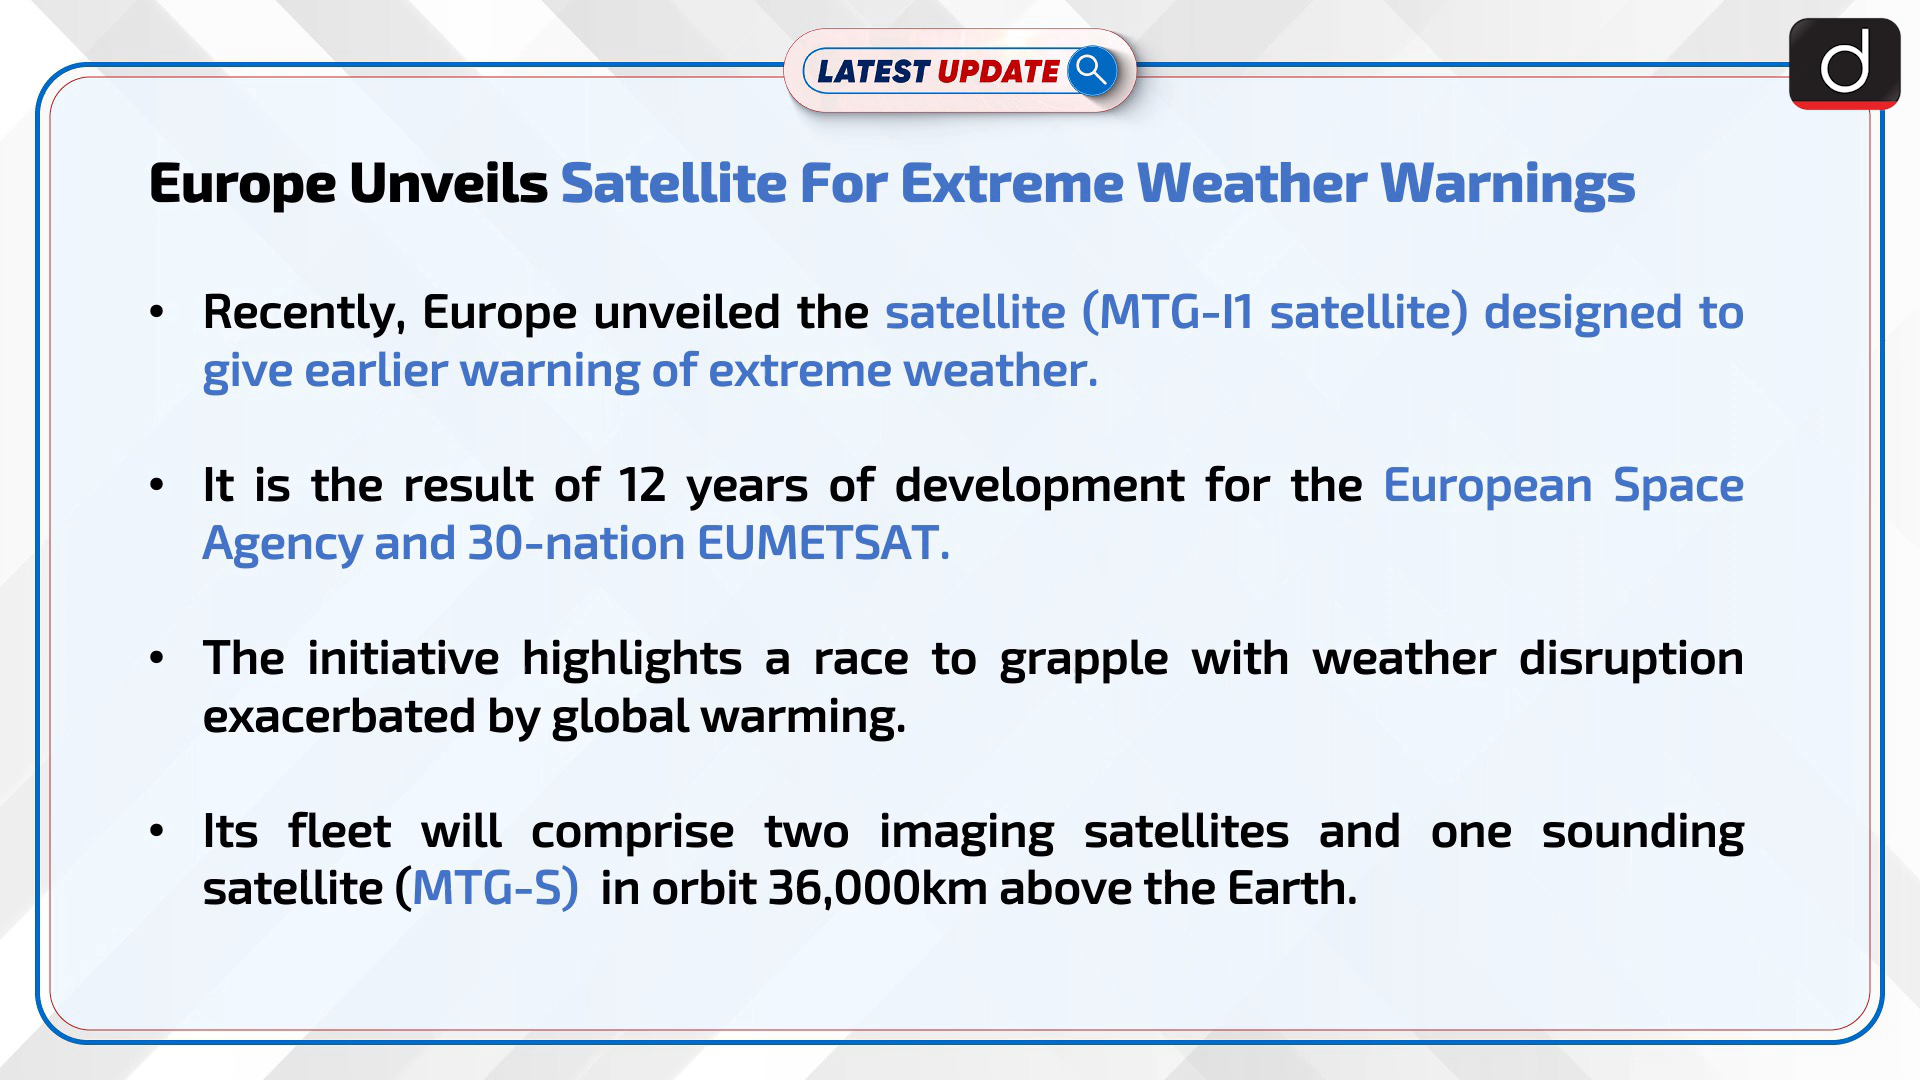 LATEST UPDATE
d
Europe Unveils Satellite For Extreme Weather Warnings
• Recently, Europe unveiled the satellite (MTG-I1 satellite) designed to
give earlier warning of extreme weather.
• It is the result of 12 years of development for the European Space
Agency and 30-nation EUMETSAT.
• The initiative highlights a race to grapple with weather disruption
exacerbated by global warming.
• Its fleet will comprise two imaging satellites and one sounding
satellite (MTG-S) in orbit 36,000km above the Earth.